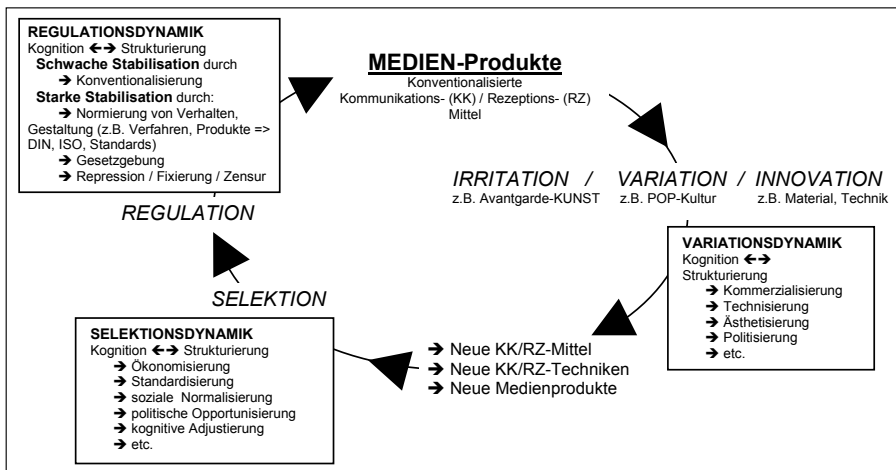 REGULATIONSDYNAMIK
Kognition ←→ Strukturierung
Schwache Stabilisation durch
➔ Konventionalisierung
Starke Stabilisation durch:
➔ Normierung von Verhalten,
Gestaltung (z.B. Verfahren, Produkte =>
DIN, ISO, Standards)
➔ Gesetzgebung
➔ Repression / Fixierung / Zensur
MEDIEN-Produkte
Konventionalisierte
Kommunikations- (KK) / Rezeptions- (RZ)
Mittel
IRRITATION / VARIATION / INNOVATION
z.B. Avantgarde-KUNST z.B. POP-Kultur z.B. Material, Technik
VARIATIONSDYNAMIK
Kognition ←→
Strukturierung
➔ Kommerzialisierung
➔ Technisierung
➔ Ästhetisierung
➔ Politisierung
➔ etc.
➔ Neue KK/RZ-Mittel
➔ Neue KK/RZ-Techniken
➔ Neue Medienprodukte
SELEKTION
SELEKTIONSDYNAMIK
Kognition ←→ Strukturierung
➔ Ökonomisierung
➔ Standardisierung
➔ soziale Normalisierung
➔ politische Opportunisierung
➔ kognitive Adjustierung
➔ etc.
REGULATION